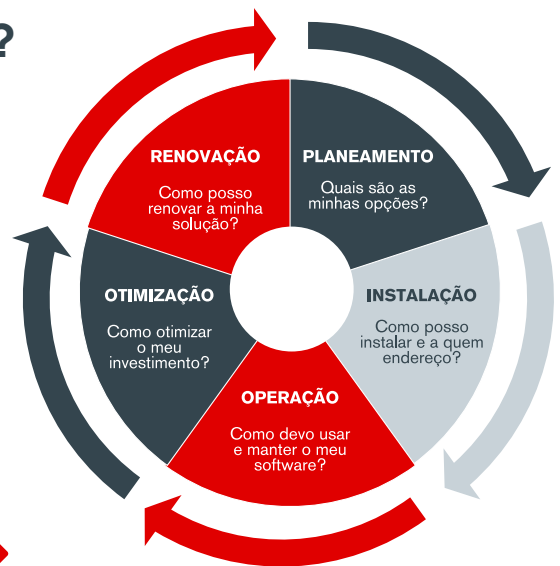 ?
RENOVAÇÃO
Como posso
renovar a minha
solução?
PLANEAMENTO
Quais são as
minhas opções?
INSTALAÇÃO
Como posso
instalar e a quem
endereço?
OPERAÇÃO
Como devo usar
e manter o meu
software?
OTIMIZAÇÃO
Como otimizar
o meu
investimento?